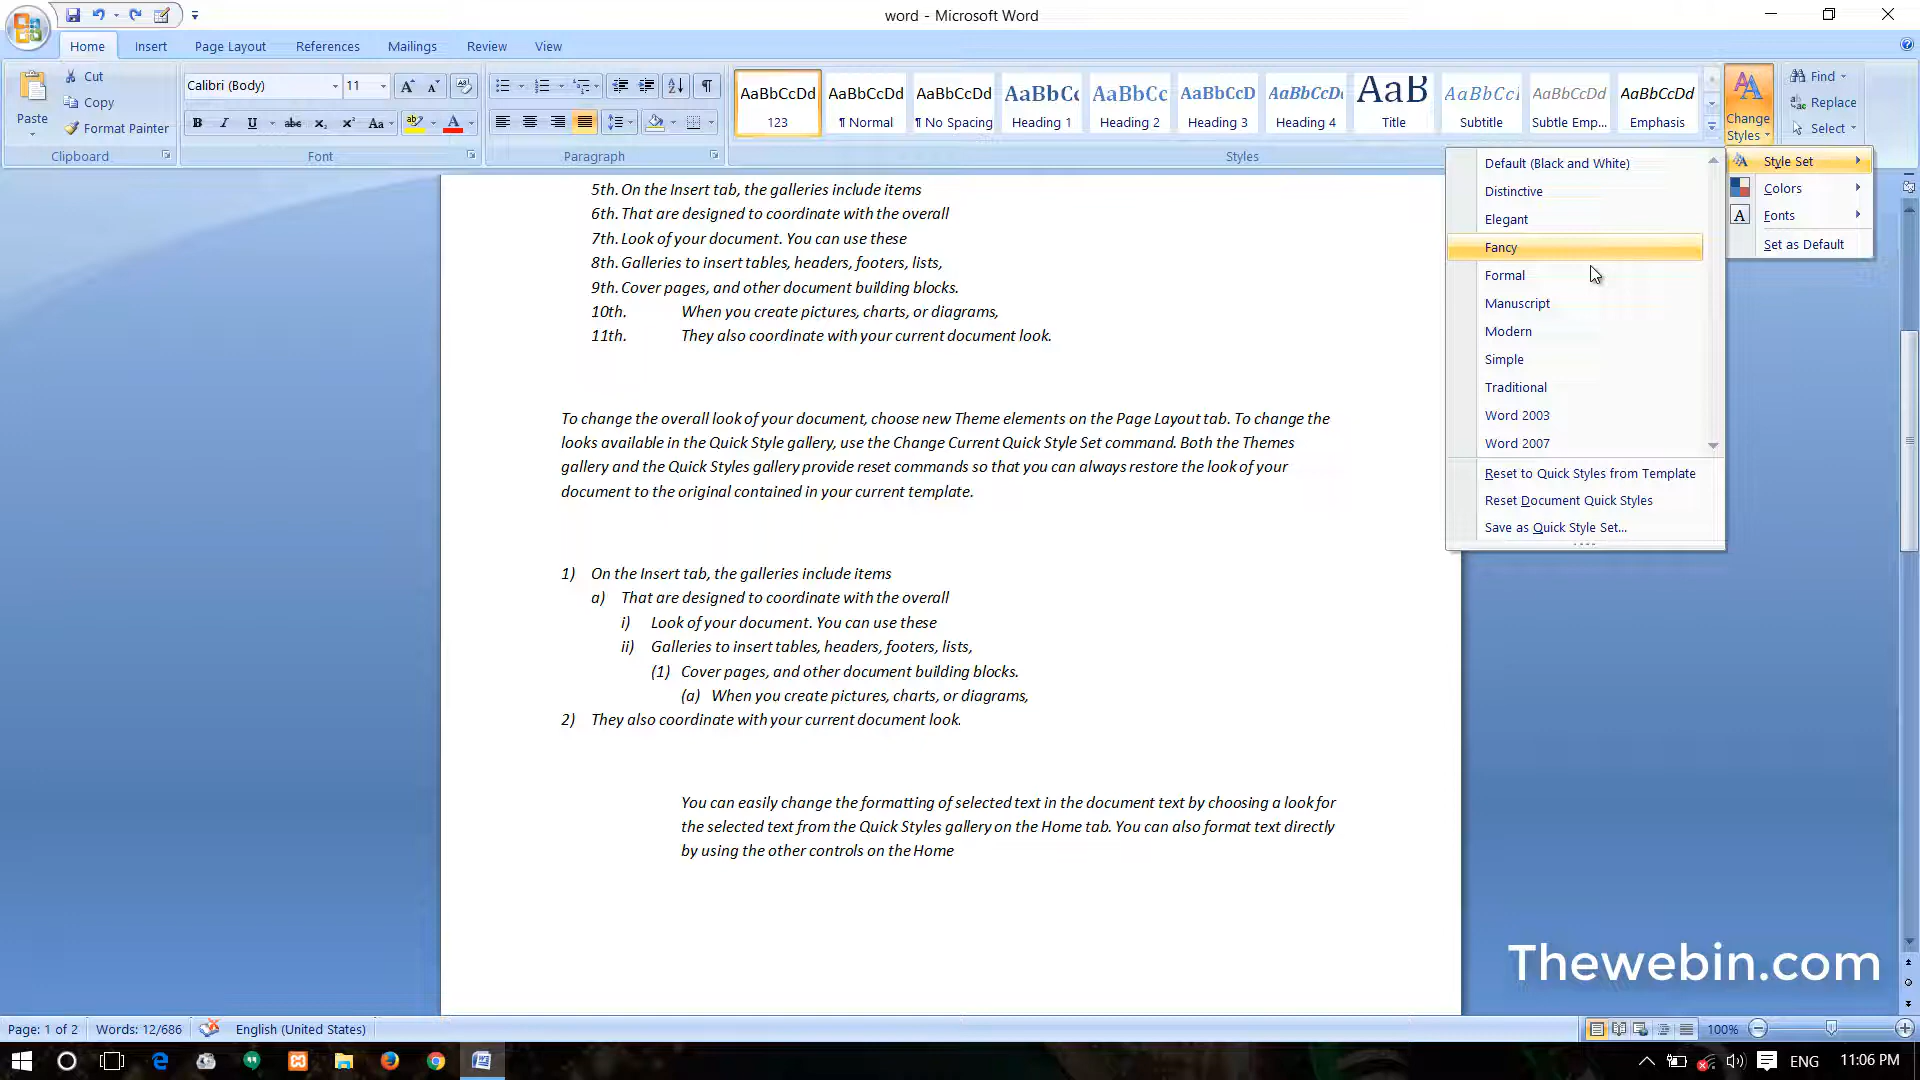 word - Microsoft Word
Home Insert Page Layout References Mailings Review View
Paste
Cut
Copy
Format Painter
Clipboard
Calibri (Body) 11
Font
Paragraph
AaBbCcDd AaBbCcDd AaBbCcDd AaBbCc AaBbCc AaBbCcD AaBbCcDc AaB AaBbCcl AaBbCcDd AaBbCcDd
123 ¶ Normal ¶ No Spacing Heading 1 Heading 2 Heading 3 Heading 4 Title Subtitle Subtle Emp... Emphasis
Styles
Change
Styles
Find
Replace
Select
Style Set
Colors
Fonts
Set as Default
Default (Black and White)
Distinctive
Elegant
Fancy
Formal
Manuscript
Modern
Simple
Traditional
Word 2003
Word 2007
Reset to Quick Styles from Template
Reset Document Quick Styles
Save as Quick Style Set...
5th. On the Insert tab, the galleries include items
6th. That are designed to coordinate with the overall
7th. Look of your document. You can use these
8th. Galleries to insert tables, headers, footers, lists,
9th. Cover pages, and other document building blocks.
10th. When you create pictures, charts, or diagrams,
11th. They also coordinate with your current document look.
To change the overall look of your document, choose new Theme elements on the Page Layout tab. To change the
looks available in the Quick Style gallery, use the Change Current Quick Style Set command. Both the Themes
gallery and the Quick Styles gallery provide reset commands so that you can always restore the look of your
document to the original contained in your current template.
1) On the Insert tab, the galleries include items
a) That are designed to coordinate with the overall
i) Look of your document. You can use these
ii) Galleries to insert tables, headers, footers, lists,
(1) Cover pages, and other document building blocks.
(a) When you create pictures, charts, or diagrams,
2) They also coordinate with your current document look.
You can easily change the formatting of selected text in the document text by choosing a look for
the selected text from the Quick Styles gallery on the Home tab. You can also format text directly
by using the other controls on the Home
Thewebin.com
Page: 1 of 2 Words: 12/686 English (United States) 100%
ENG 11:06 PM